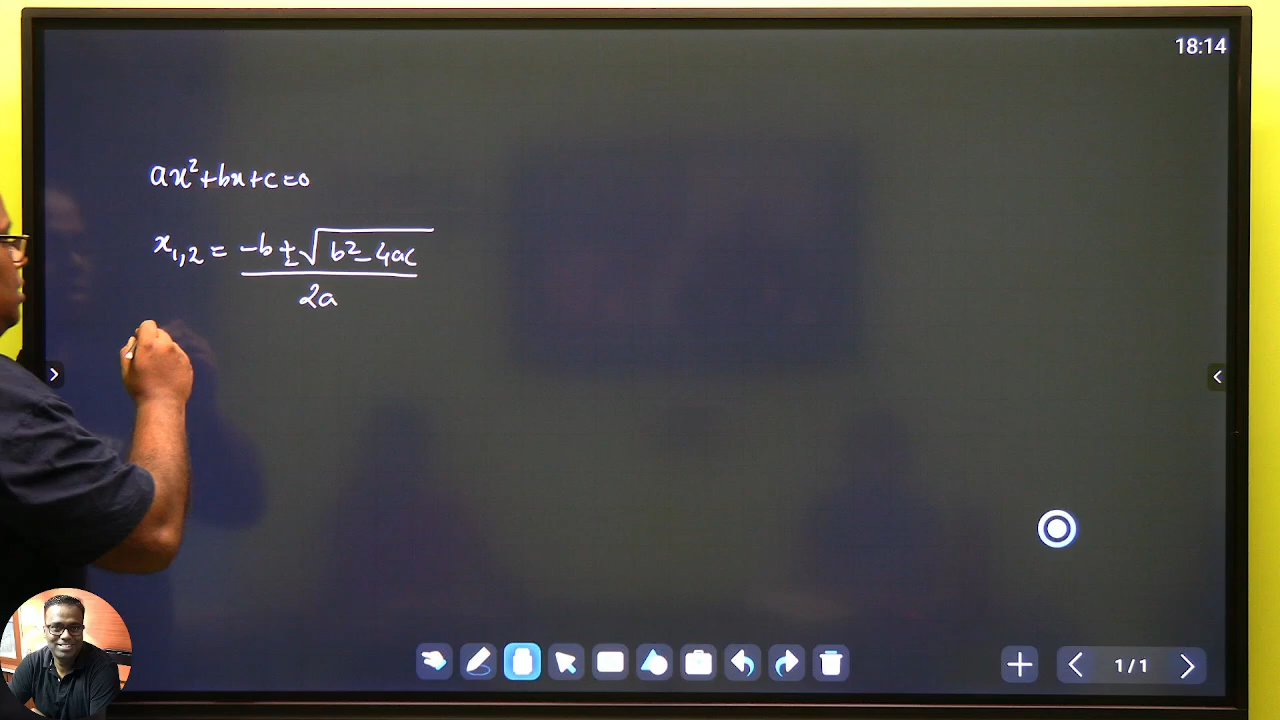 18:14
ax²+bx+c=0
x₁,₂ = (-b ± √(b²-4ac)) / 2a
1/1